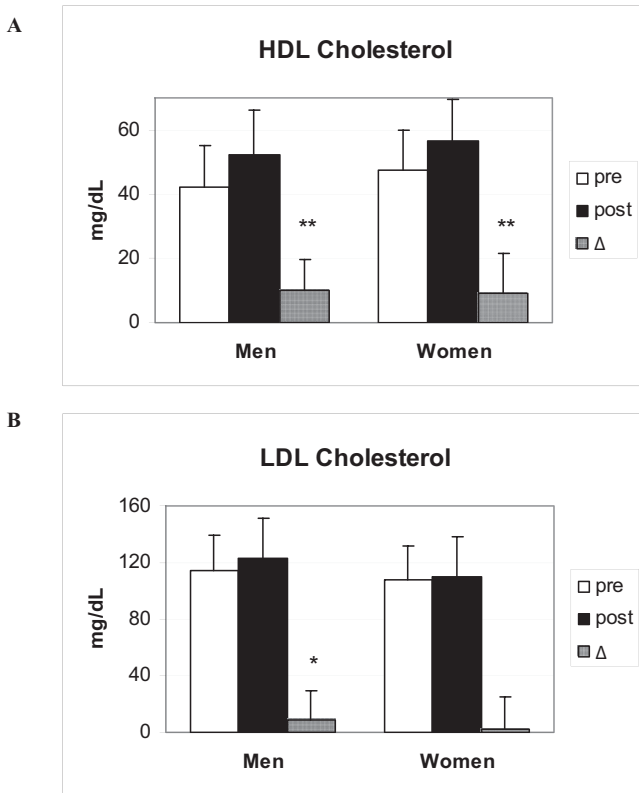 A
HDL Cholesterol
60
40
20
0
mg/dL
**
**
Men
Women
pre
post
Δ
B
LDL Cholesterol
160
120
80
40
0
mg/dL
*
Men
Women
pre
post
Δ